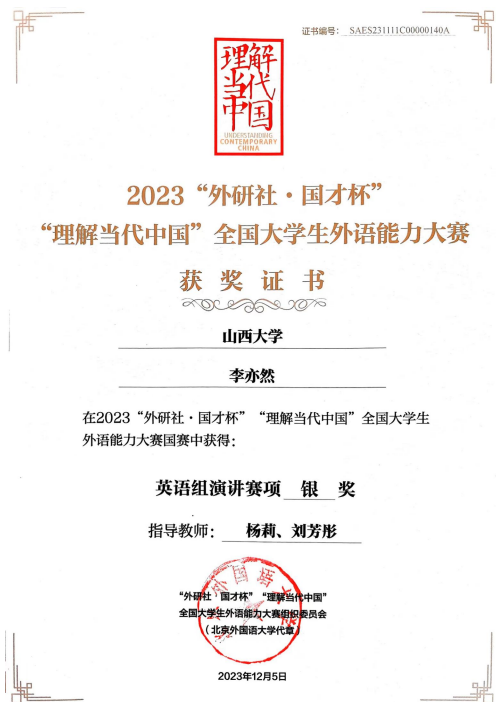 证书编号： SAES231111C00000140A
理解
当代
中国
UNDERSTANDING
CONTEMPORARY
CHINA
2023“外研社·国才杯”
“理解当代中国”全国大学生外语能力大赛
获奖证书
山西大学
李亦然
在2023“外研社·国才杯”“理解当代中国”全国大学生
外语能力大赛国赛中获得：
英语组演讲赛项 银 奖
指导教师： 杨莉、刘芳彤
“外研社·国才杯”“理解当代中国”
全国大学生外语能力大赛组织委员会
（北京外国语大学代章）
2023年12月5日